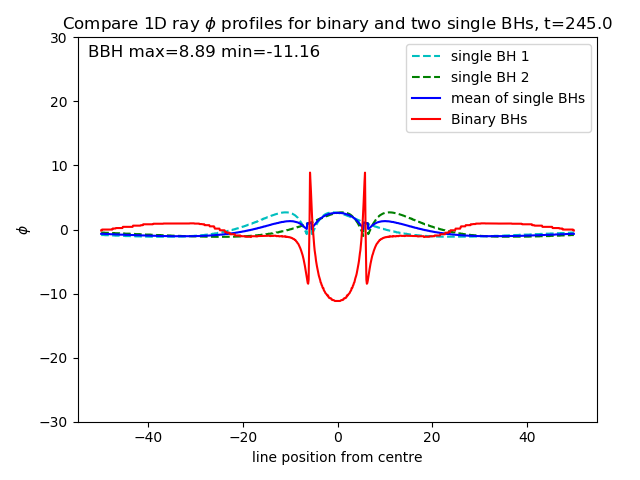 Compare 1D ray ϕ profiles for binary and two single BHs, t=245.0
BBH max=8.89 min=-11.16
single BH 1
single BH 2
mean of single BHs
Binary BHs
30
20
10
0
−10
−20
−30
ϕ
−40
−20
0
20
40
line position from centre